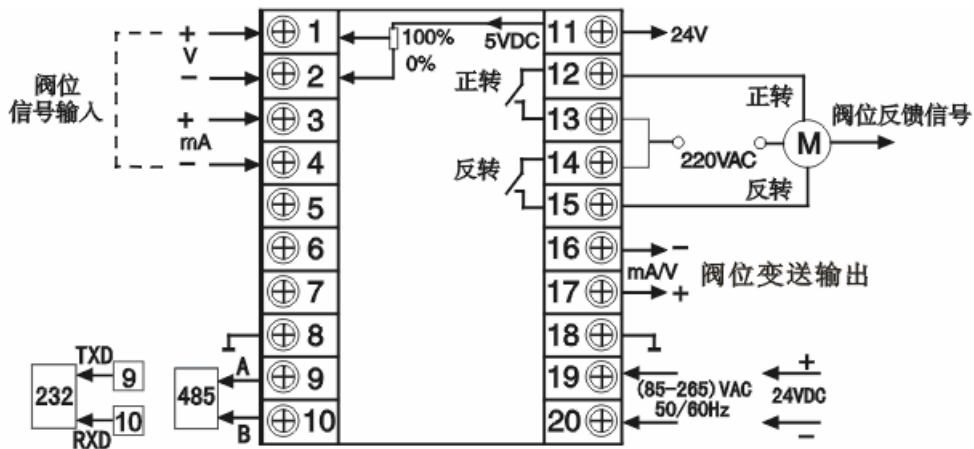 阀位
信号输入
+
V
−
+
mA
−
1
2
3
4
5
6
7
8
9
10
100%
0%
5VDC
正转
反转
11
12
13
14
15
16
17
18
19
20
24V
正转
220VAC
M
阀位反馈信号
反转
−
mA/V
+
阀位变送输出
(85-265)VAC
50/60Hz
+
24VDC
−
232
TXD
9
10
RXD
485
A
B